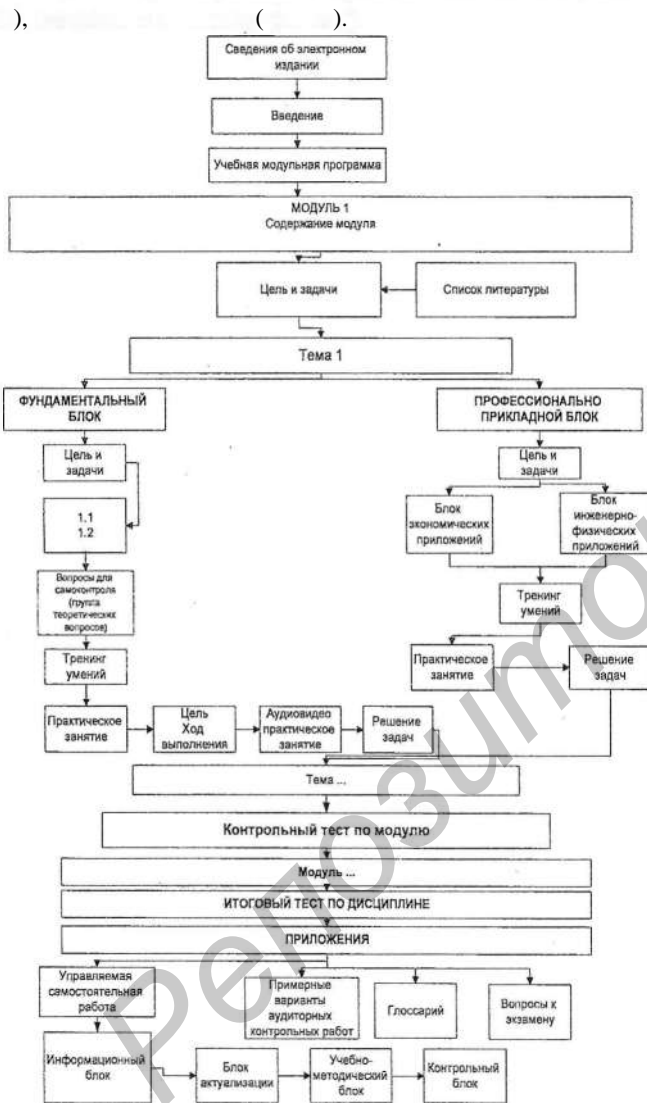 ), ( ).
Сведения об электронном
издании
Введение
Учебная модульная программа
МОДУЛЬ 1
Содержание модуля
Цель и задачи
Список литературы
Тема 1
ФУНДАМЕНТАЛЬНЫЙ
БЛОК
ПРОФЕССИОНАЛЬНО
ПРИКЛАДНОЙ БЛОК
Цель и
задачи
Цель и
задачи
1.1
1.2
Блок
экономических
приложений
Блок
инженерно-
физических
приложений
Вопросы для
самоконтроля
(группа
теоретических
вопросов)
Тренинг
умений
Тренинг
умений
Практическое
занятие
Решение
задач
Практическое
занятие
Цель
Ход
выполнения
Аудиовидео
практическое
занятие
Решение
задач
Тема ...
Контрольный тест по модулю
Модуль ...
ИТОГОВЫЙ ТЕСТ ПО ДИСЦИПЛИНЕ
ПРИЛОЖЕНИЯ
Управляемая
самостоятельная
работа
Примерные
варианты
аудиторных
контрольных работ
Глоссарий
Вопросы к
экзамену
Информационный
блок
Блок
актуализации
Учебно-
методический блок
Контрольный
блок
Репозитор